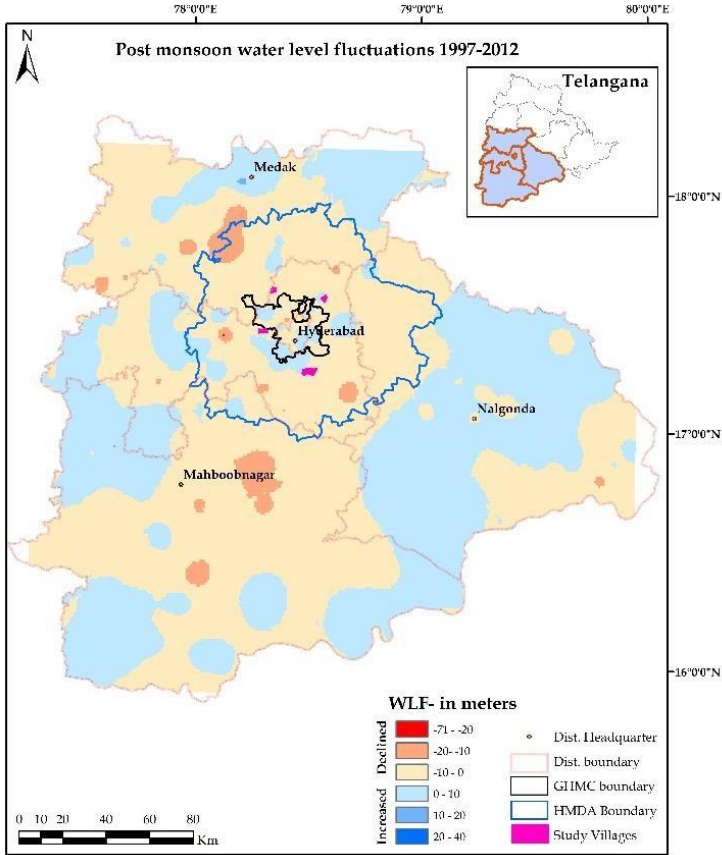 78°0'0"E 79°0'0"E 80°0'0"E
N
Post monsoon water level fluctuations 1997-2012
Telangana
Medak
18°0'0"N
Hyderabad
Nalgonda
17°0'0"N
Mahboobnagar
16°0'0"N
WLF- in meters
Declined
-71 - -20
-20- -10
-10 - 0
Increased
0 - 10
10 - 20
20 - 40
Dist. Headquarter
Dist. boundary
GHMC boundary
HMDA Boundary
Study Villages
0 10 20 40 60 80
Km